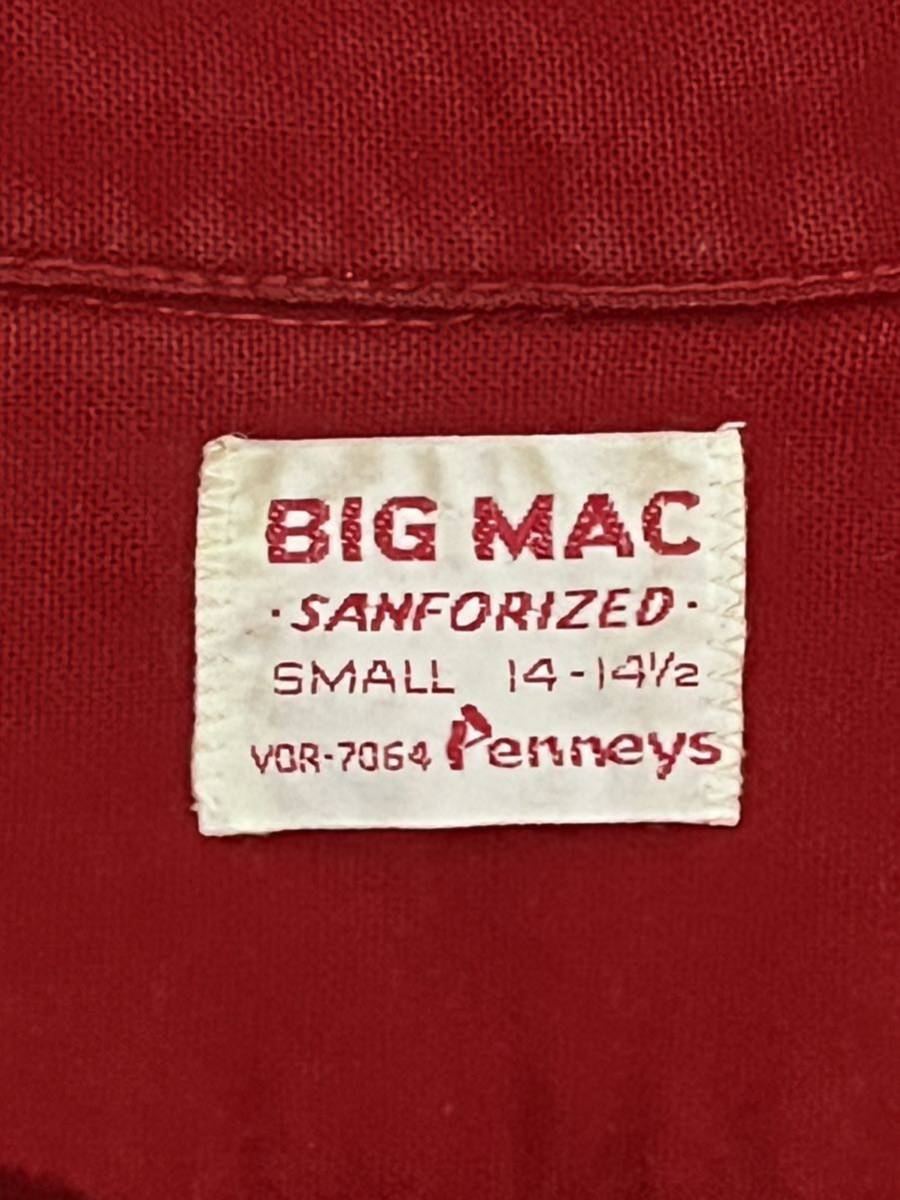 BIG MAC
·SANFORIZED·
SMALL 14-14½
VOR-7064 Penneys